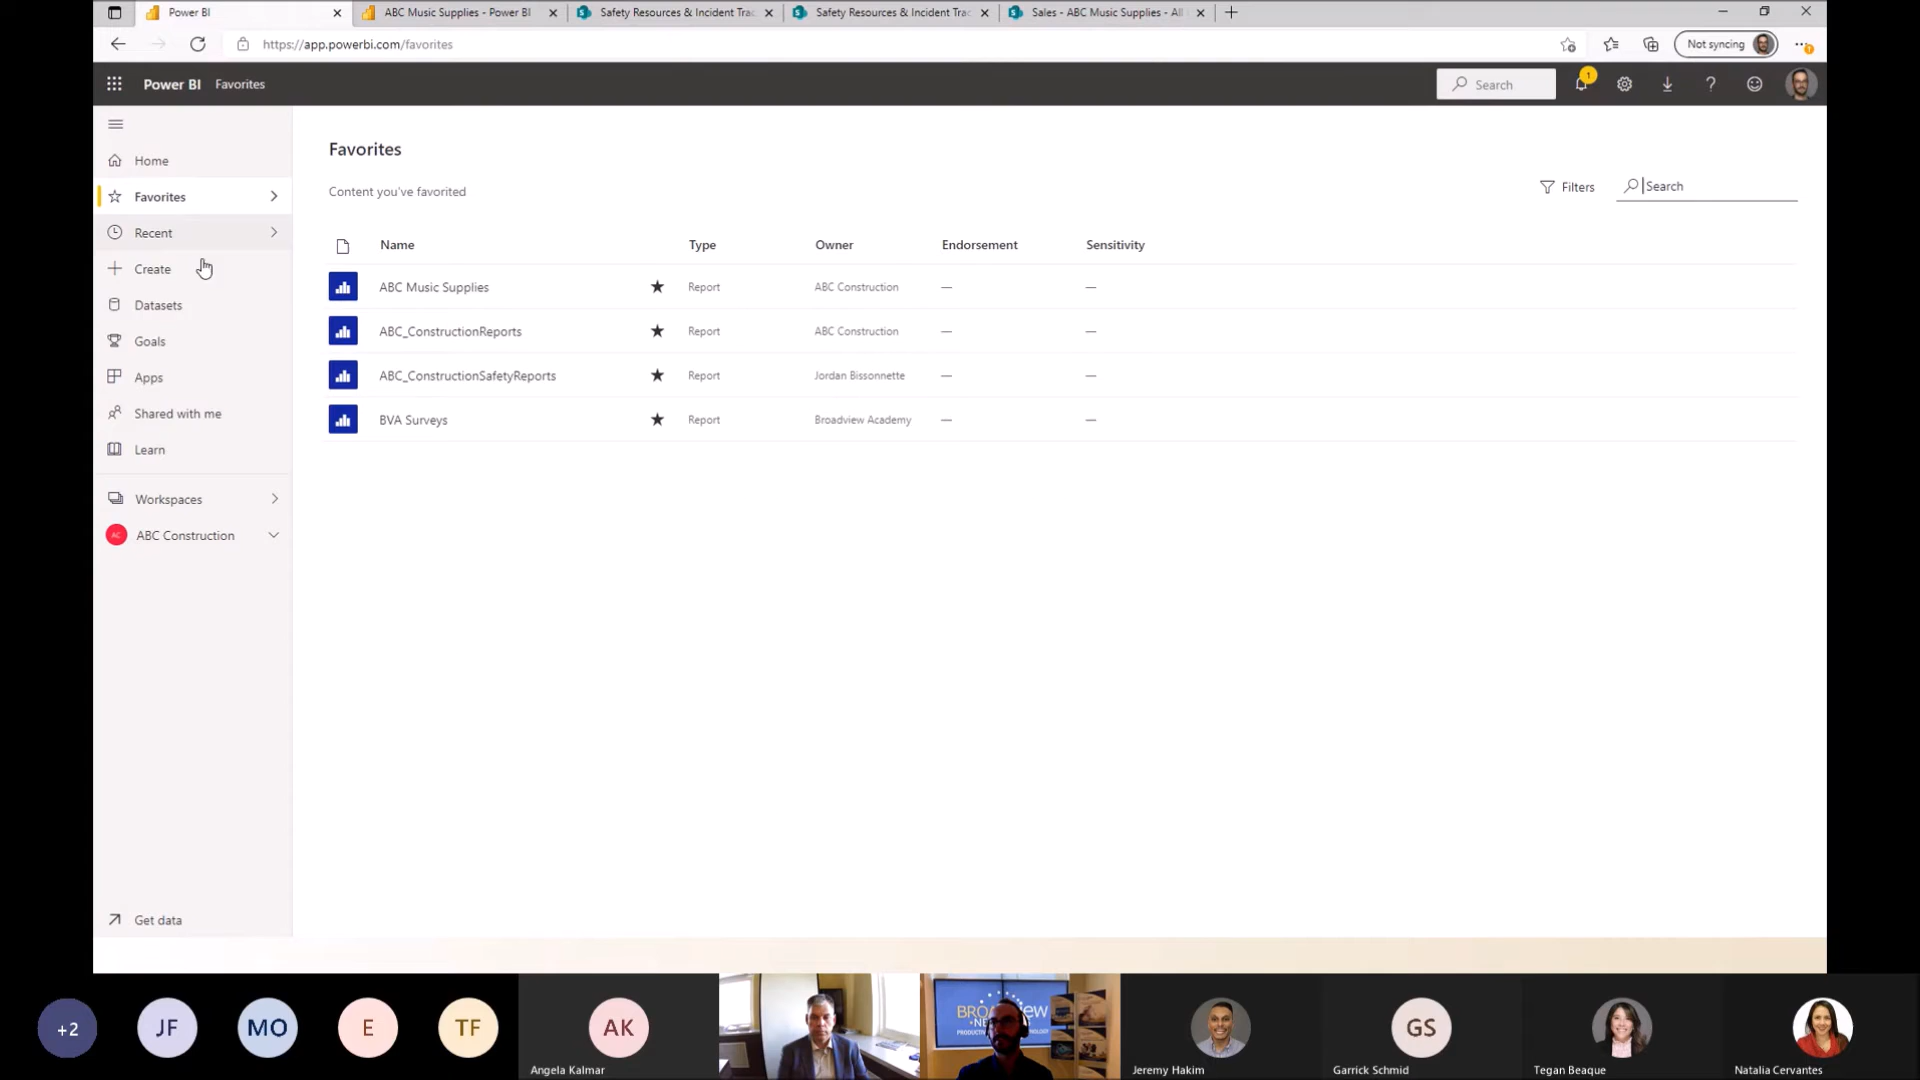 Power BI
ABC Music Supplies - Power BI
Safety Resources & Incident Trac
Safety Resources & Incident Trac
Sales - ABC Music Supplies - All
https://app.powerbi.com/favorites
Not syncing
Power BI Favorites
Search
1
Home
Favorites
Recent
Create
Datasets
Goals
Apps
Shared with me
Learn
Workspaces
AC ABC Construction
Get data
Favorites
Content you've favorited
Filters
Search
Name Type Owner Endorsement Sensitivity
ABC Music Supplies Report ABC Construction — —
ABC_ConstructionReports Report ABC Construction — —
ABC_ConstructionSafetyReports Report Jordan Bissonnette — —
BVA Surveys Report Broadview Academy — —
+2
JF
MO
E
TF
AK
GS
Angela Kalmar
Jeremy Hakim
Garrick Schmid
Tegan Beaque
Natalia Cervantes